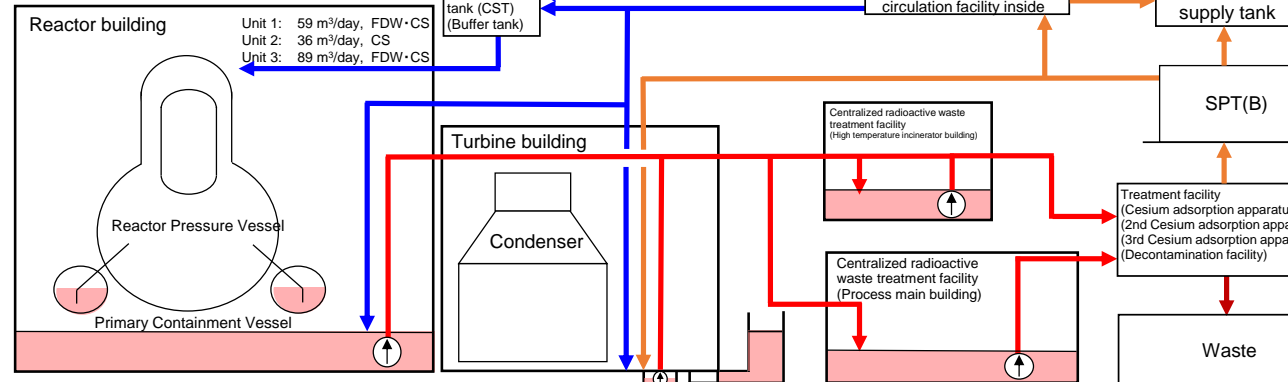 Reactor building
Unit 1: 59 m³/day, FDW・CS
Unit 2: 36 m³/day, CS
Unit 3: 89 m³/day, FDW・CS
tank (CST)
(Buffer tank)
circulation facility inside
supply tank
SPT(B)
Centralized radioactive waste
treatment facility
(High temperature incinerator building)
Turbine building
Condenser
Reactor Pressure Vessel
Primary Containment Vessel
Centralized radioactive
waste treatment facility
(Process main building)
Treatment facility
(Cesium adsorption
(2nd Cesium adsorption
(3rd Cesium adsorption
(Decontamination facility)
Waste